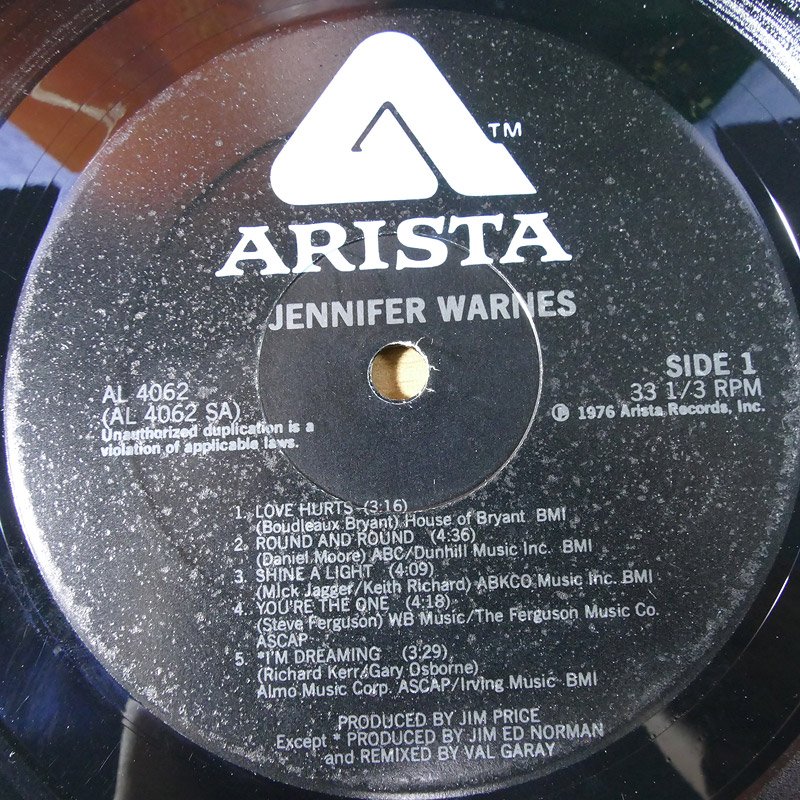 TM
ARISTA
JENNIFER WARNES
SIDE 1
AL 4062
33 1/3 RPM
(AL 4062 SA)
℗ 1976 Arista Records, Inc.
Unauthorized duplication is a
violation of applicable laws.
1. LOVE HURTS (3:16)
(Boudleaux Bryant) House of Bryant BMI
2. ROUND AND ROUND (4:36)
(Daniel Moore) ABC/Dunhill Music Inc. BMI
3. SHINE A LIGHT (4:09)
(Mick Jagger/Keith Richard) ABKCO Music Inc. BMI
4. YOU'RE THE ONE (4:18)
(Steve Ferguson) WB Music/The Ferguson Music Co.
ASCAP
5. *I'M DREAMING (3:29)
(Richard Kerr/Gary Osborne)
Almo Music Corp. ASCAP/Irving Music BMI
PRODUCED BY JIM PRICE
Except * PRODUCED BY JIM ED NORMAN
and REMIXED BY VAL GARAY